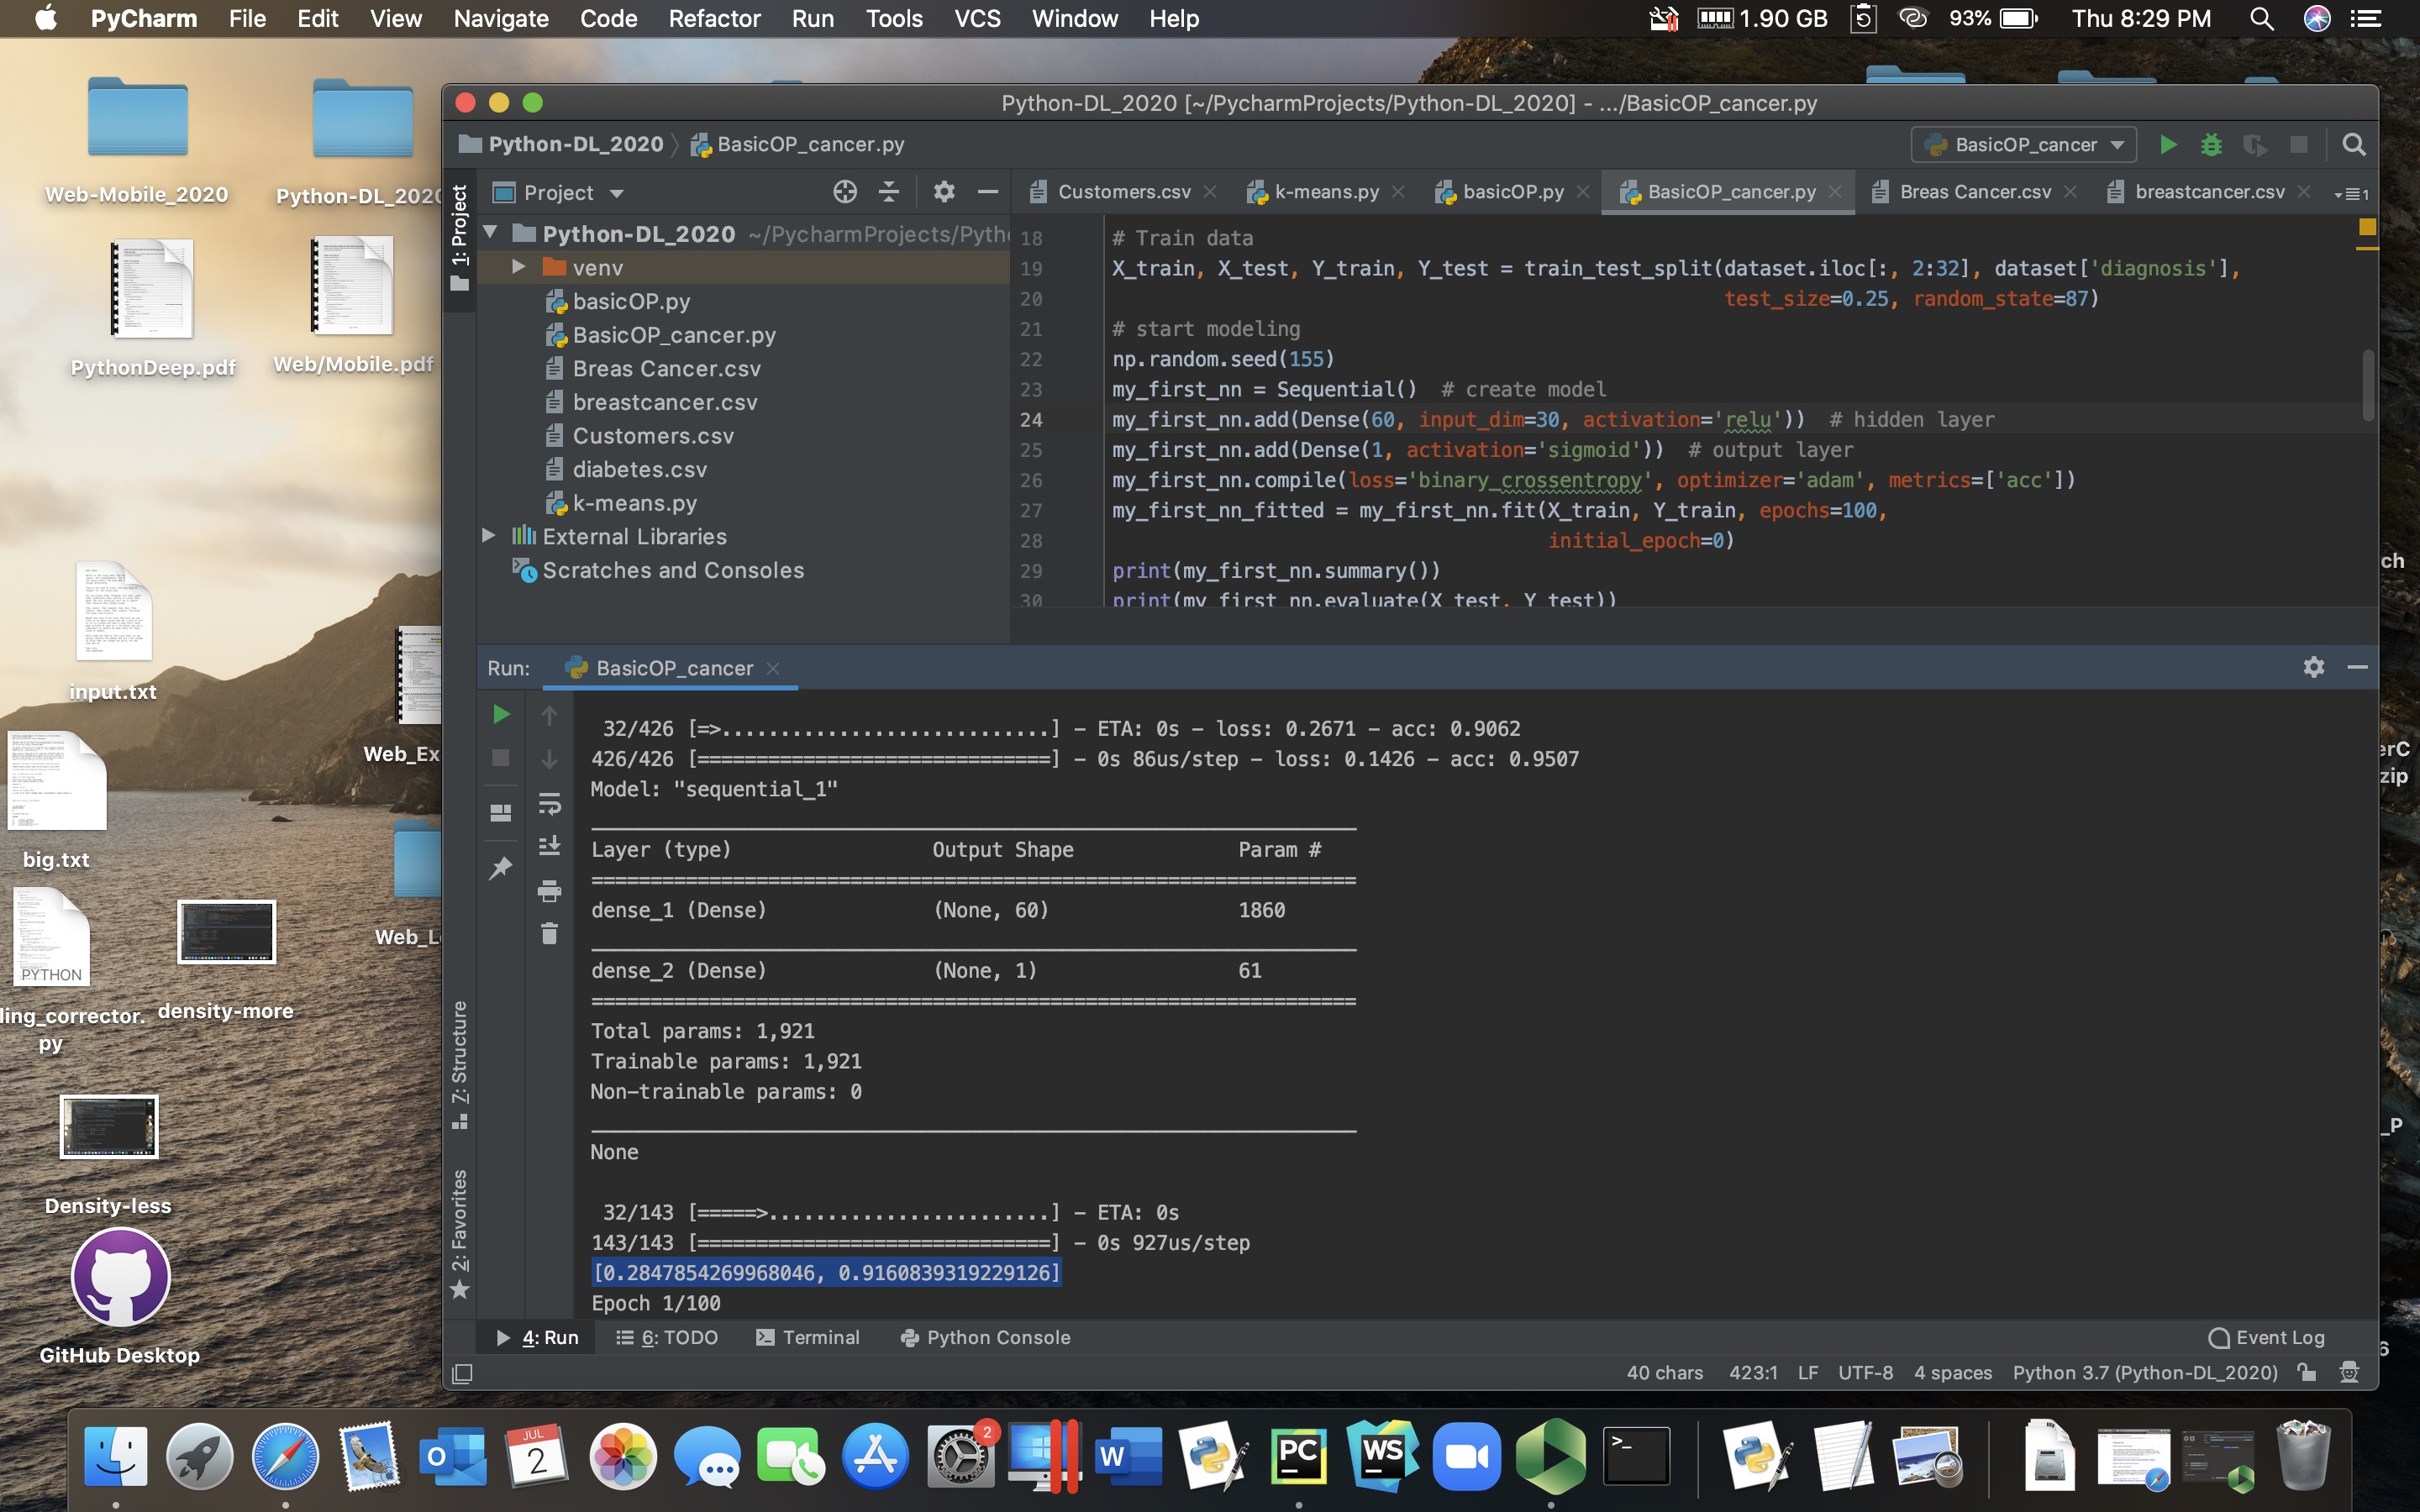 PyCharm File Edit View Navigate Code Refactor Run Tools VCS Window Help 1.90 GB 93% Thu 8:29 PM
Web-Mobile_2020
Python-DL_2020
PythonDeep.pdf
Web/Mobile.pdf
input.txt
Web_Ex
big.txt
PYTHON
ling_corrector.
py
density-more
Web_L
Density-less
GitHub Desktop
Python-DL_2020 [~/PycharmProjects/Python-DL_2020] - .../BasicOP_cancer.py
Python-DL_2020 BasicOP_cancer.py BasicOP_cancer
1: Project
Project
Customers.csv k-means.py basicOP.py BasicOP_cancer.py Breas Cancer.csv breastcancer.csv 1
Python-DL_2020 ~/PycharmProjects/Pyth
venv
basicOP.py
BasicOP_cancer.py
Breas Cancer.csv
breastcancer.csv
Customers.csv
diabetes.csv
k-means.py
External Libraries
Scratches and Consoles
18 # Train data
19 X_train, X_test, Y_train, Y_test = train_test_split(dataset.iloc[:, 2:32], dataset['diagnosis'],
20 test_size=0.25, random_state=87)
21 # start modeling
22 np.random.seed(155)
23 my_first_nn = Sequential() # create model
24 my_first_nn.add(Dense(60, input_dim=30, activation='relu')) # hidden layer
25 my_first_nn.add(Dense(1, activation='sigmoid')) # output layer
26 my_first_nn.compile(loss='binary_crossentropy', optimizer='adam', metrics=['acc'])
27 my_first_nn_fitted = my_first_nn.fit(X_train, Y_train, epochs=100,
28 initial_epoch=0)
29 print(my_first_nn.summary())
30 print(my_first_nn.evaluate(X_test, Y_test))
Run: BasicOP_cancer
32/426 [=>............................] - ETA: 0s - loss: 0.2671 - acc: 0.9062
426/426 [==============================] - 0s 86us/step - loss: 0.1426 - acc: 0.9507
Model: "sequential_1"
_________________________________________________________________
Layer (type) Output Shape Param #
=================================================================
dense_1 (Dense) (None, 60) 1860
_________________________________________________________________
dense_2 (Dense) (None, 1) 61
=================================================================
Total params: 1,921
Trainable params: 1,921
Non-trainable params: 0
_________________________________________________________________
None
32/143 [=====>........................] - ETA: 0s
143/143 [==============================] - 0s 927us/step
[0.2847854269968046, 0.9160839319229126]
Epoch 1/100
7: Structure
2: Favorites
4: Run 6: TODO Terminal Python Console Event Log
40 chars 423:1 LF UTF-8 4 spaces Python 3.7 (Python-DL_2020)
ch
erC
zip
_P
6
JUL
2
2
O
W
PC
WS
>_